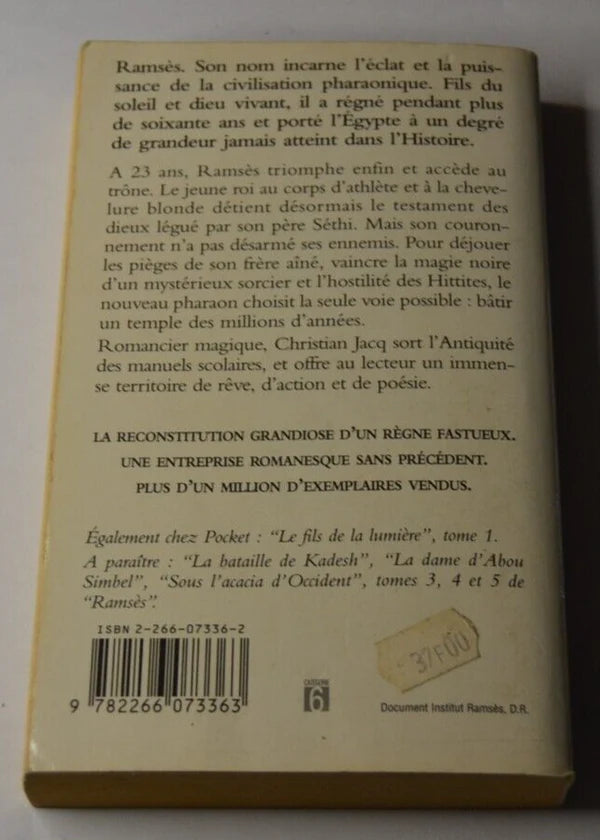 Ramsès. Son nom incarne l'éclat et la puis-
sance de la civilisation pharaonique. Fils du
soleil et dieu vivant, il a régné pendant plus
de soixante ans et porté l'Égypte à un degré
de grandeur jamais atteint dans l'Histoire.
A 23 ans, Ramsès triomphe enfin et accède au
trône. Le jeune roi au corps d'athlète et à la cheve-
lure blonde détient désormais le testament des
dieux légué par son père Séthi. Mais son couron-
nement n'a pas désarmé ses ennemis. Pour déjouer
les pièges de son frère aîné, vaincre la magie noire
d'un mystérieux sorcier et l'hostilité des Hittites, le
nouveau pharaon choisit la seule voie possible : bâtir
un temple des millions d'années.
Romancier magique, Christian Jacq sort l'Antiquité
des manuels scolaires, et offre au lecteur un immen-
se territoire de rêve, d'action et de poésie.
LA RECONSTITUTION GRANDIOSE D'UN RÈGNE FASTUEUX.
UNE ENTREPRISE ROMANESQUE SANS PRÉCÉDENT.
PLUS D'UN MILLION D'EXEMPLAIRES VENDUS.
Également chez Pocket : "Le fils de la lumière", tome 1.
A paraître : "La bataille de Kadesh", "La dame d'Abou
Simbel", "Sous l'acacia d'Occident", tomes 3, 4 et 5 de
"Ramsès".
ISBN 2-266-07336-2
9 782266 073363
CATÉGORIE
6
37F00
Document Institut Ramsès, D.R.